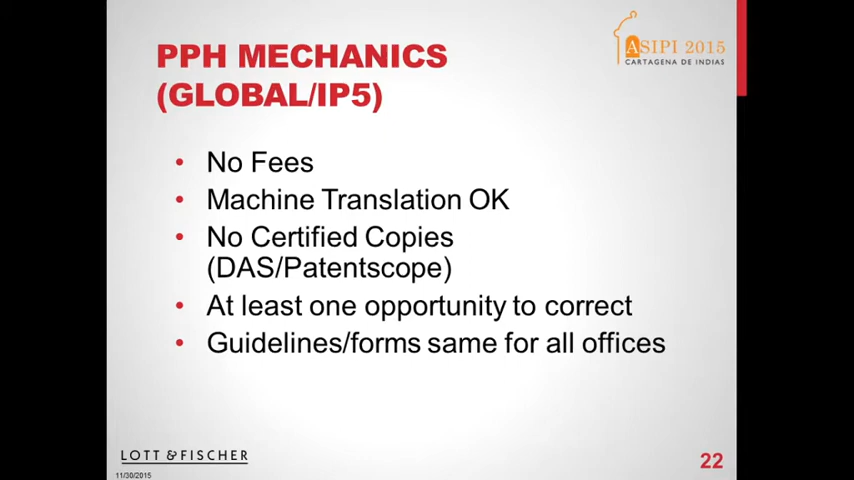 PPH MECHANICS
(GLOBAL/IP5)
ASIPI 2015
CARTAGENA DE INDIAS
• No Fees
• Machine Translation OK
• No Certified Copies
(DAS/Patentscope)
• At least one opportunity to correct
• Guidelines/forms same for all offices
LOTT & FISCHER
11/30/2015
22